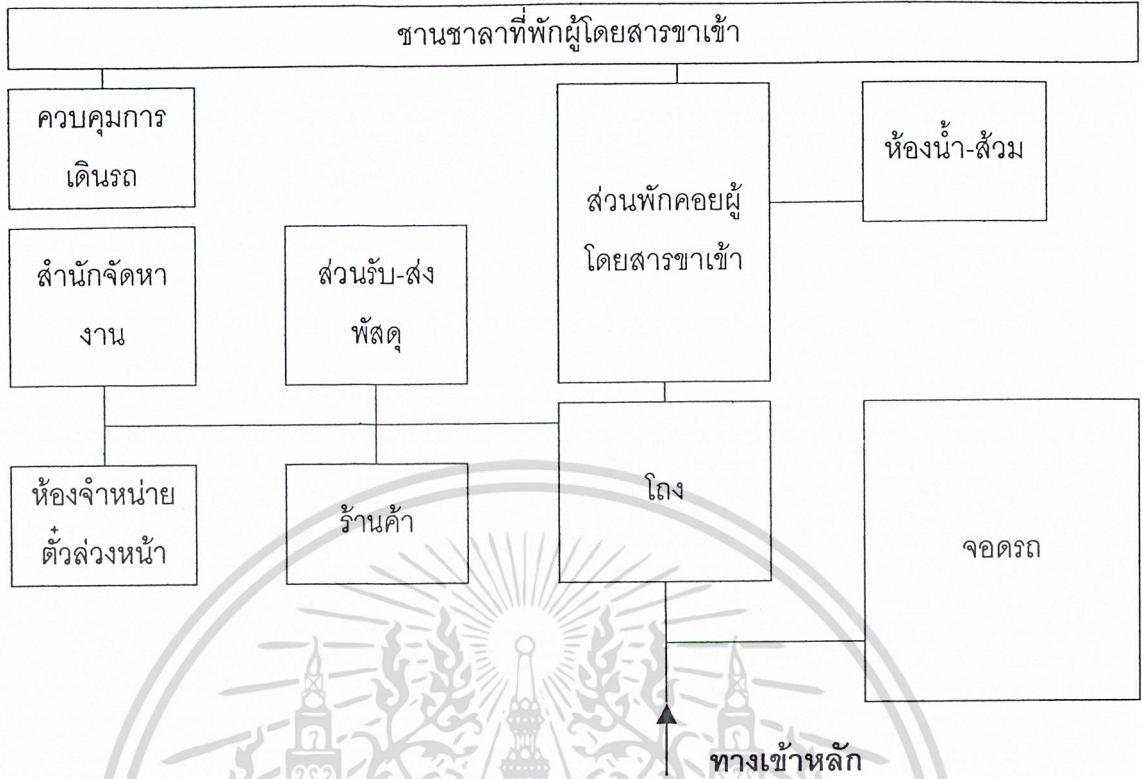 ชานชาลาที่พักผู้โดยสารขาเข้า
ควบคุมการ
เดินรถ
ห้องน้ำ-ส้วม
ส่วนพักคอยผู้
โดยสารขาเข้า
สำนักจัดหา
งาน
ส่วนรับ-ส่ง
พัสดุ
ห้องจำหน่าย
ตั๋วล่วงหน้า
ร้านค้า
โถง
จอดรถ
ทางเข้าหลัก